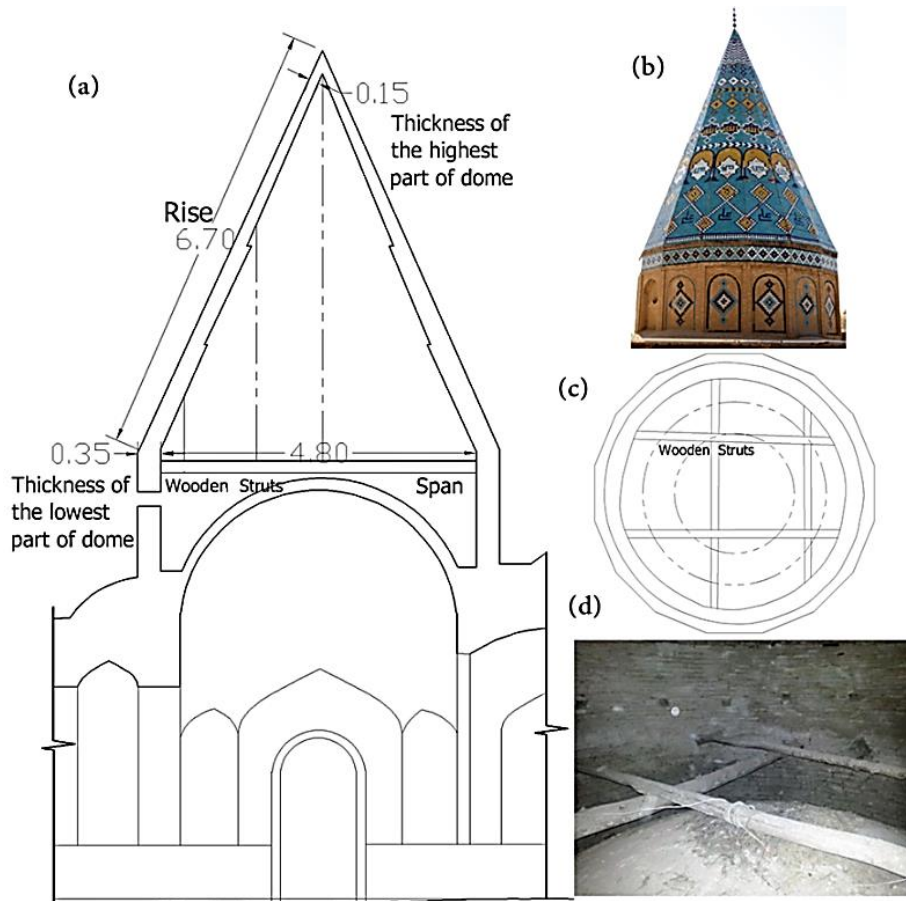 (a)
0.15
Thickness of
the highest
part of dome
Rise
6.70
0.35
4.80
Thickness of
the lowest
part of dome
Wooden Struts
Span
(b)
(c)
Wooden Struts
(d)